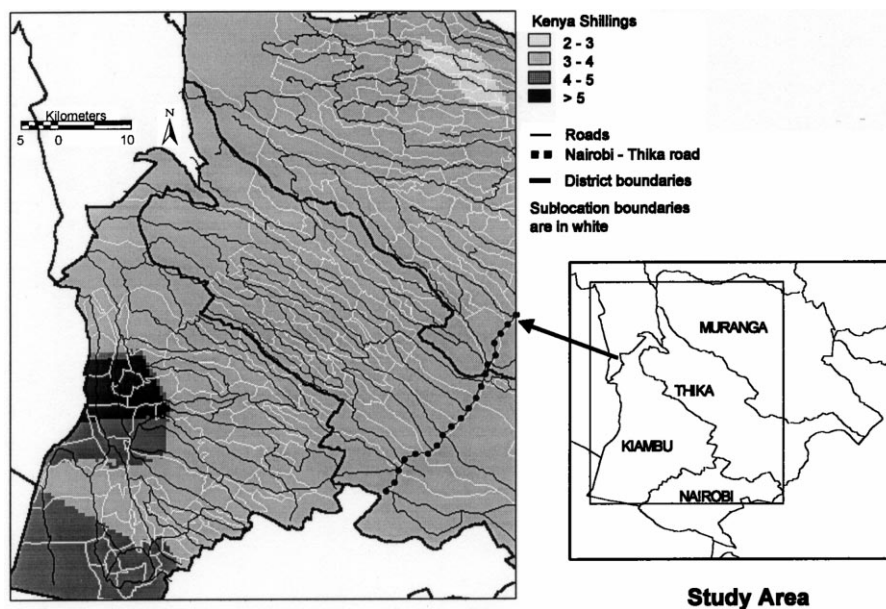 Kenya Shillings
2 - 3
3 - 4
4 - 5
> 5
Kilometers
N
5 0 10
Roads
Nairobi - Thika road
District boundaries
Sublocation boundaries
are in white
MURANGA
THIKA
KIAMBU
NAIROBI
Study Area